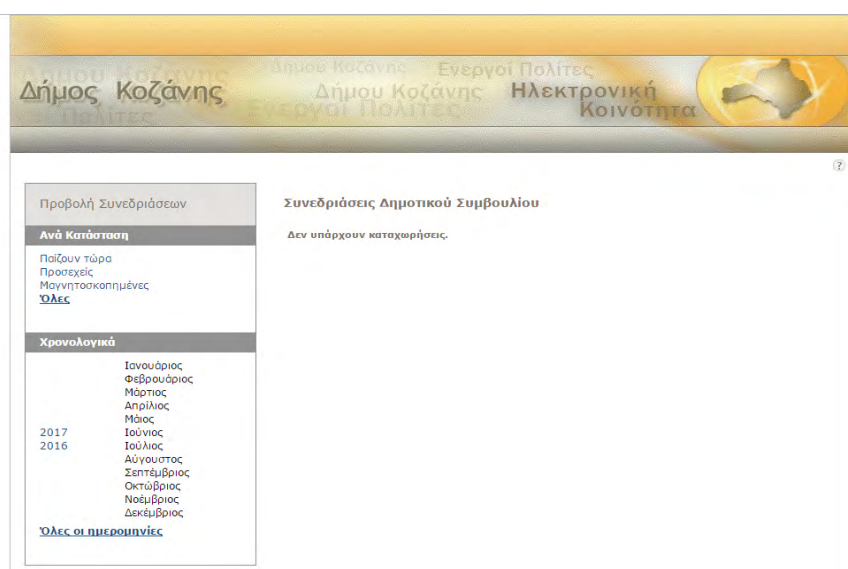 Δήμου Κοζάνης Ενεργοί Πολίτες
Δήμος Κοζάνης
Δήμου Κοζάνης
Ηλεκτρονική
Κοινότητα
Πολίτες
Ενεργοί Πολίτες
?
Προβολή Συνεδριάσεων
Συνεδριάσεις Δημοτικού Συμβουλίου
Ανά Κατάσταση
Δεν υπάρχουν καταχωρήσεις.
Παίζουν τώρα
Προσεχείς
Μαγνητοσκοπημένες
Όλες
Χρονολογικά
Ιανουάριος
Φεβρουάριος
Μάρτιος
Απρίλιος
Μάιος
2017 Ιούνιος
2016 Ιούλιος
Αύγουστος
Σεπτέμβριος
Οκτώβριος
Νοέμβριος
Δεκέμβριος
Όλες οι ημερομηνίες